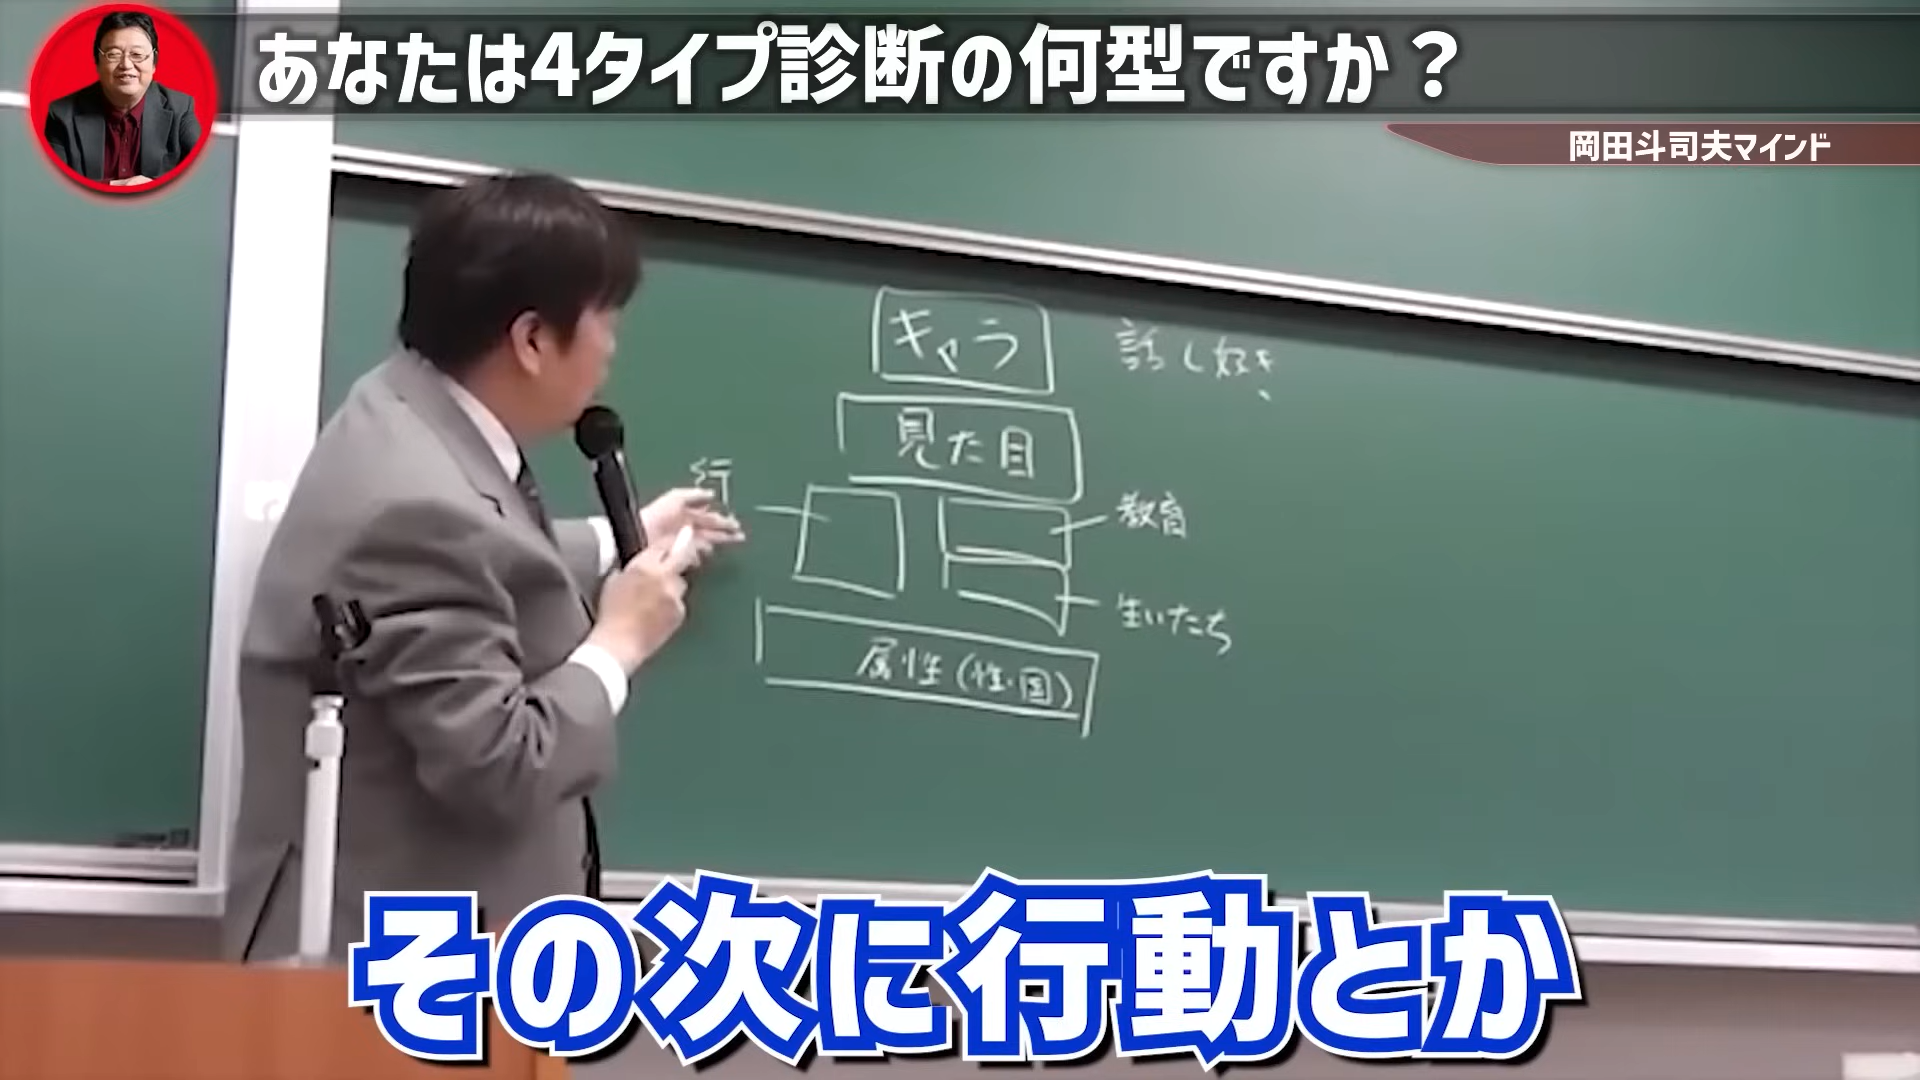 あなたは4タイプ診断の何型ですか？
岡田斗司夫マインド
キャラ
話し好き、
見た目
行
教育
生いたち
属性(性・国)
その次に行動とか